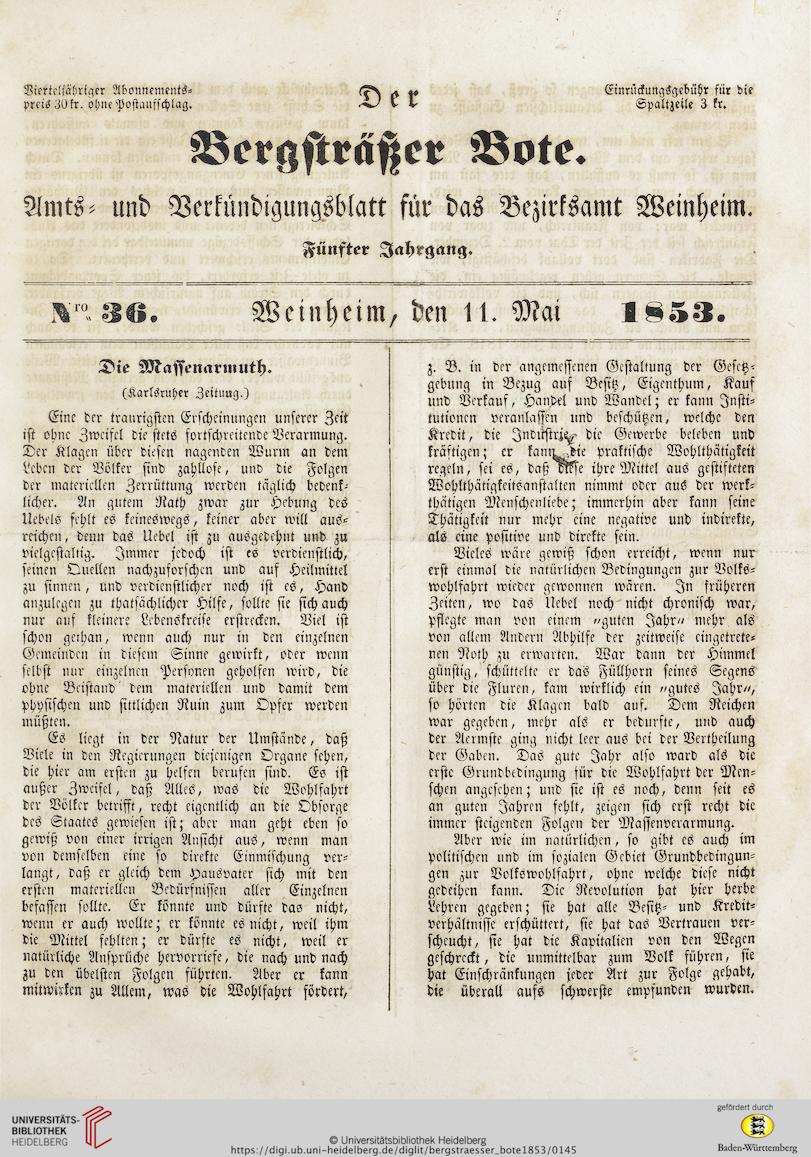 Vierteljähriger Abonnements-
preis 30 kr. ohne Postaufschlag.
Der
Einrückungsgebühr für die
Spaltzeile 3 kr.
Bergsträßer Bote.
Amts- und Verkündigungsblatt für das Bezirksamt Weinheim.
Fünfter Jahrgang.
Nro. 36.
Weinheim, den 11. Mai
1853.
Die Massenarmuth.
(Karlsruher Zeitung.)
Eine der traurigsten Erscheinungen unserer Zeit
ist ohne Zweifel die stets fortschreitende Verarmung.
Der Klagen über diesen nagenden Wurm an dem
Leben der Völker sind zahllose, und die Folgen
der materiellen Zerrüttung werden täglich bedenk-
licher. An gutem Rath zwar zur Hebung des
Uebels fehlt es keineswegs, keiner aber will aus-
reichen, denn das Uebel ist zu ausgedehnt und zu
vielgestaltig. Immer jedoch ist es verdienstlich,
seinen Quellen nachzuforschen und auf Heilmittel
zu sinnen, und verdienstlicher noch ist es, Hand
anzulegen zu thatsächlicher Hilfe, sollte sie sich auch
nur auf kleinere Lebenskreise erstrecken. Viel ist
schon gethan, wenn auch nur in den einzelnen
Gemeinden in diesem Sinne gewirkt, oder wenn
selbst nur einzelnen Personen geholfen wird, die
ohne Beistand dem materiellen und damit dem
physischen und sittlichen Ruin zum Opfer werden
müßten.
Es liegt in der Natur der Umstände, daß
Viele in den Regierungen diejenigen Organe sehen,
die hier am ersten zu helfen berufen sind. Es ist
außer Zweifel, daß Alles, was die Wohlfahrt
der Völker betrifft, recht eigentlich an die Obsorge
des Staates gewiesen ist; aber man geht eben so
gewiß von einer irrigen Ansicht aus, wenn man
von demselben eine so direkte Einmischung ver-
langt, daß er gleich dem Hausvater sich mit den
ersten materiellen Bedürfnissen aller Einzelnen
befassen sollte. Er könnte und dürfte das nicht,
wenn er auch wollte; er könnte es nicht, weil ihm
die Mittel fehlten; er dürfte es nicht, weil er
natürliche Ansprüche hervorriefe, die nach und nach
zu den übelsten Folgen führten. Aber er kann
mitwirken zu Allem, was die Wohlfahrt fördert,
z. B. in der angemessenen Gestaltung der Gesetz-
gebung in Bezug auf Besitz, Eigenthum, Kauf
und Verkauf, Handel und Wandel; er kann Insti-
tutionen veranlassen und beschützen, welche den
Kredit, die Industrie, die Gewerbe beleben und
kräftigen; er kann die praktische Wohlthätigkeit
regeln, sei es, daß diese ihre Mittel aus gestifteten
Wohlthätigkeitsanstalten nimmt oder aus der werk-
thätigen Menschenliebe; immerhin aber kann seine
Thätigkeit nur mehr eine negative und indirekte,
als eine positive und direkte sein.
Vieles wäre gewiß schon erreicht, wenn nur
erst einmal die natürlichen Bedingungen zur Volks-
wohlfahrt wieder gewonnen wären. In früheren
Zeiten, wo das Uebel noch nicht chronisch war,
pflegte man von einem „guten Jahr“ mehr als
von allem Andern Abhilfe der zeitweise eingetrete-
nen Noth zu erwarten. War dann der Himmel
günstig, schüttelte er das Füllhorn seines Segens
über die Fluren, kam wirklich ein „gutes Jahr“,
so hörten die Klagen bald auf. Dem Reichen
war gegeben, mehr als er bedurfte, und auch
der Aermste ging nicht leer aus bei der Vertheilung
der Gaben. Das gute Jahr also ward als die
erste Grundbedingung für die Wohlfahrt der Men-
schen angesehen; und sie ist es noch, denn seit es
an guten Jahren fehlt, zeigen sich erst recht die
immer steigenden Folgen der Massenverarmung.
Aber wie im natürlichen, so gibt es auch im
politischen und im sozialen Gebiet Grundbedingun-
gen zur Volkswohlfahrt, ohne welche diese nicht
gedeihen kann. Die Revolution hat hier herbe
Lehren gegeben; sie hat alle Besitz- und Kredit-
verhältnisse erschüttert, sie hat das Vertrauen ver-
scheucht, sie hat die Kapitalien von den Wegen
geschreckt, die unmittelbar zum Volk führen, sie
hat Einschränkungen jeder Art zur Folge gehabt,
die überall aufs schwerste empfunden wurden.
UNIVERSITÄTS-
BIBLIOTHEK
HEIDELBERG
© Universitätsbibliothek Heidelberg
https://digi.ub.uni-heidelberg.de/diglit/bergstraesser_bote1853/0145
gefördert durch
Baden-Württemberg